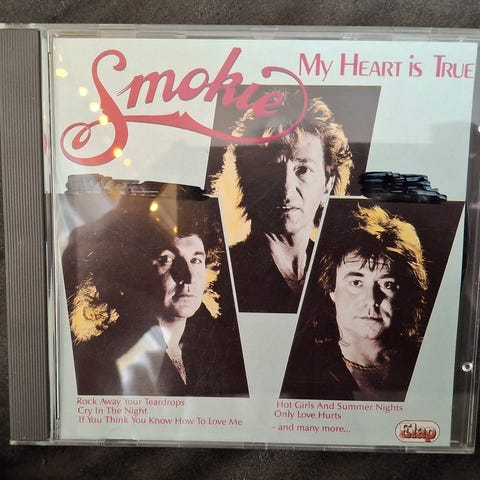 Smokie
My Heart is True
Rock Away Your Teardrops
Cry In The Night
If You Think You Know How To Love Me
Hot Girls And Summer Nights
Only Love Hurts
- and many more...
Elap